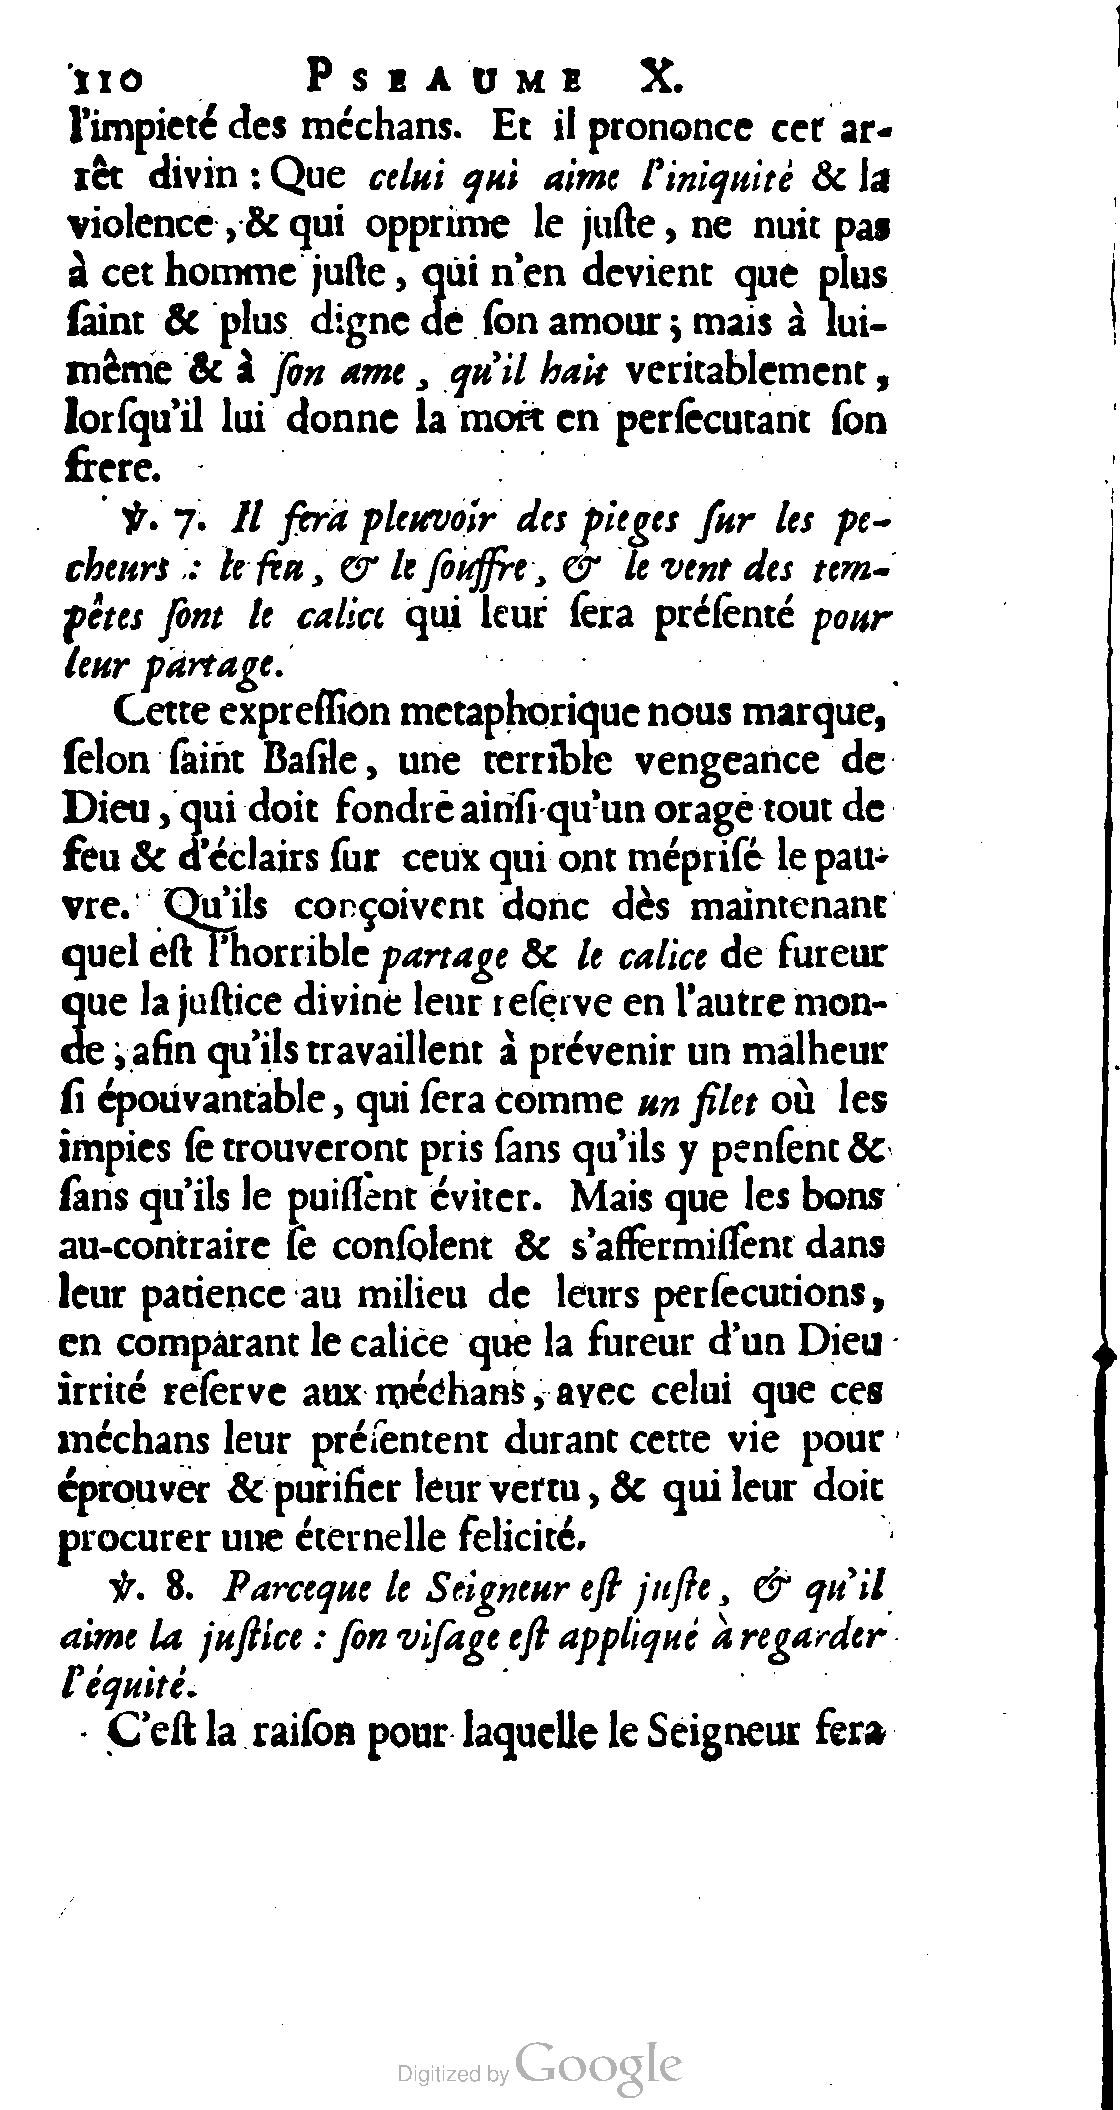 110 PSEAUME X.
l'impieté des méchans. Et il prononce cet ar-
rêt divin : Que celui qui aime l'iniquité & la
violence, & qui opprime le juſte, ne nuit pas
à cet homme juſte, qui n'en devient que plus
ſaint & plus digne de ſon amour ; mais à lui-
même & à ſon ame, qu'il hait veritablement,
lorſqu'il lui donne la mort en perſecutant ſon
frere.
℣. 7. Il fera pleuvoir des pieges ſur les pe-
cheurs : le feu, & le ſouffre, & le vent des tem-
pêtes ſont le calice qui leur ſera préſenté pour
leur partage.
Cette expreſſion metaphorique nous marque,
ſelon ſaint Baſile, une terrible vengeance de
Dieu, qui doit fondre ainſi qu'un orage tout de
feu & d'éclairs ſur ceux qui ont mépriſé le pau-
vre. Qu'ils conçoivent donc dès maintenant
quel eſt l'horrible partage & le calice de fureur
que la juſtice divine leur reſerve en l'autre mon-
de ; afin qu'ils travaillent à prévenir un malheur
ſi épouvantable, qui ſera comme un filet où les
impies ſe trouveront pris ſans qu'ils y penſent &
ſans qu'ils le puiſſent éviter. Mais que les bons
au-contraire ſe conſolent & s'affermiſſent dans
leur patience au milieu de leurs perſecutions,
en comparant le calice que la fureur d'un Dieu
irrité reſerve aux méchans, avec celui que ces
méchans leur préſentent durant cette vie pour
éprouver & purifier leur vertu, & qui leur doit
procurer une éternelle felicité.
℣. 8. Parceque le Seigneur eſt juſte, & qu'il
aime la juſtice : ſon viſage eſt appliqué à regarder
l'équité.
C'eſt la raiſon pour laquelle le Seigneur fera
Digitized by Google